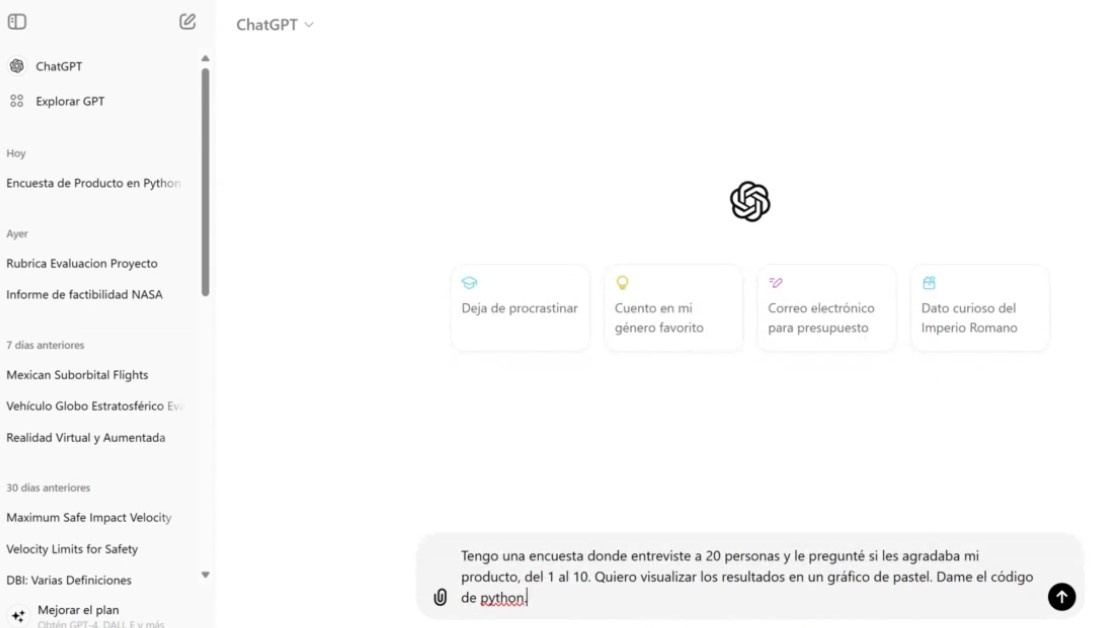 ChatGPT
ChatGPT
Explorar GPT
Hoy
Encuesta de Producto en Python
Ayer
Rubrica Evaluacion Proyecto
Informe de factibilidad NASA
7 días anteriores
Mexican Suborbital Flights
Vehículo Globo Estratosférico Ev
Realidad Virtual y Aumentada
30 días anteriores
Maximum Safe Impact Velocity
Velocity Limits for Safety
DBI: Varias Definiciones
Mejorar el plan
Obtén GPT-4, DALL·E y más
Deja de procrastinar
Cuento en mi
género favorito
Correo electrónico
para presupuesto
Dato curioso del
Imperio Romano
Tengo una encuesta donde entreviste a 20 personas y le pregunté si les agradaba mi
producto, del 1 al 10. Quiero visualizar los resultados en un gráfico de pastel. Dame el código
de python.